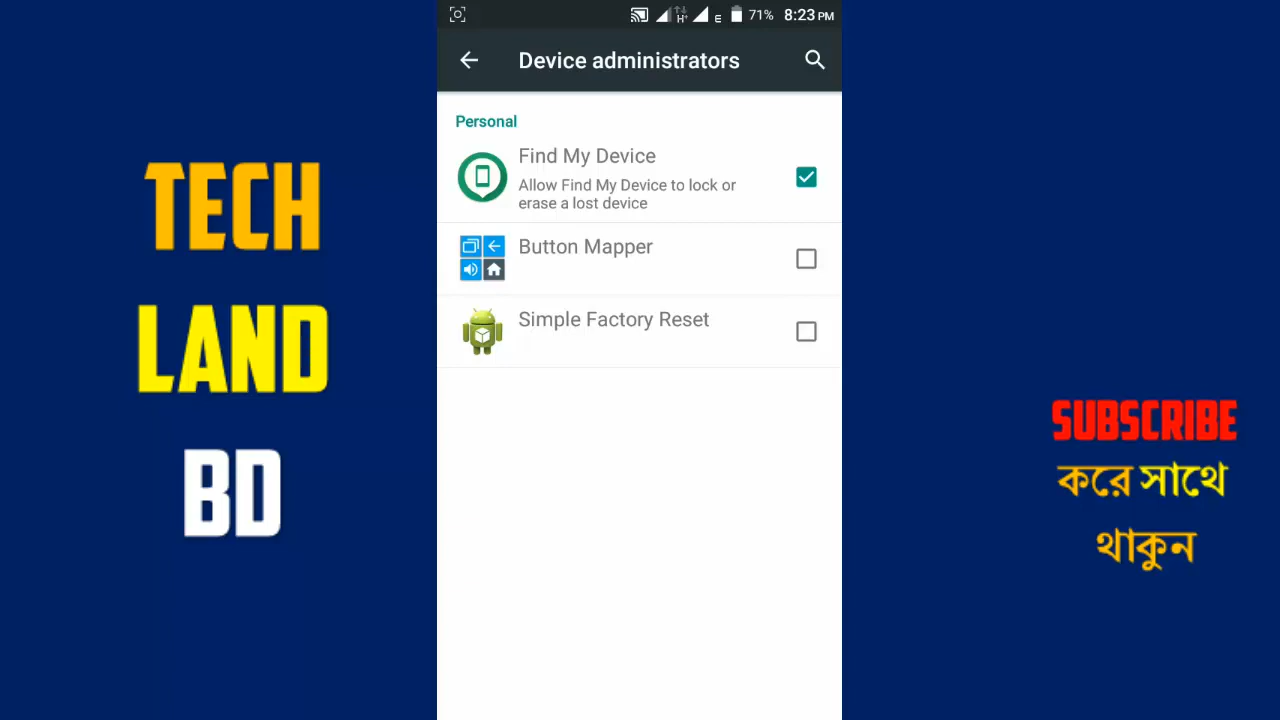 TECH
LAND
BD
71% 8:23 PM
Device administrators
Personal
Find My Device
Allow Find My Device to lock or
erase a lost device
Button Mapper
Simple Factory Reset
SUBSCRIBE
করে সাথে
থাকুন